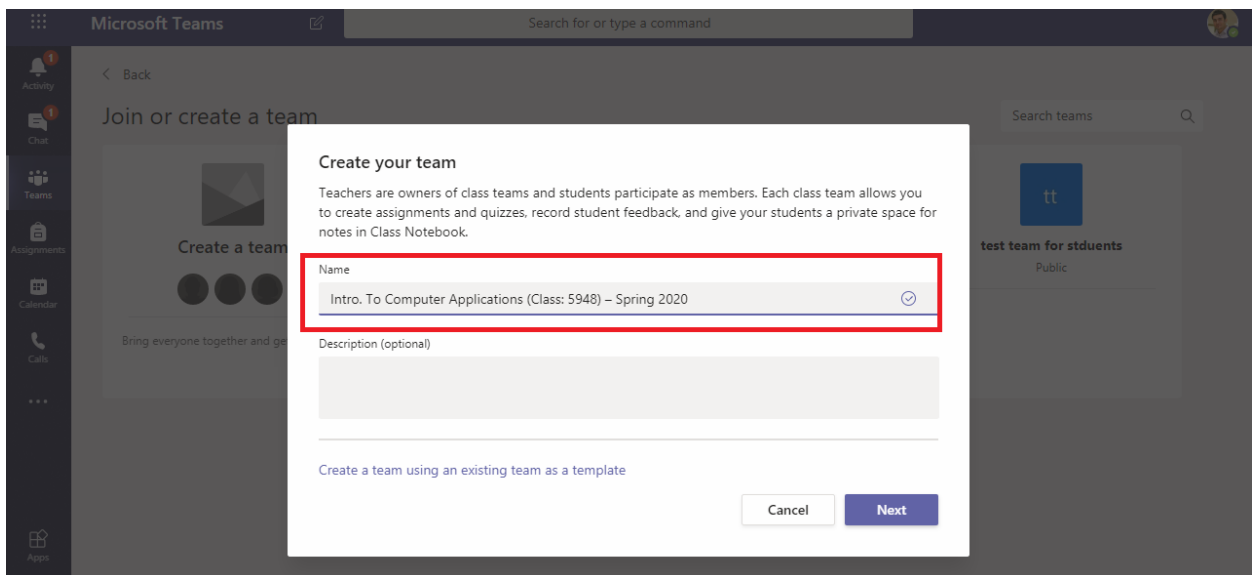 Microsoft Teams
Search for or type a command
1
Activity
1
Chat
Teams
Assignments
Calendar
Calls
Apps
Back
Join or create a team
Search teams
Create a team
Bring everyone together and ge
tt
test team for stduents
Public
Create your team
Teachers are owners of class teams and students participate as members. Each class team allows you
to create assignments and quizzes, record student feedback, and give your students a private space for
notes in Class Notebook.
Name
Intro. To Computer Applications (Class: 5948) – Spring 2020
Description (optional)
Create a team using an existing team as a template
Cancel
Next